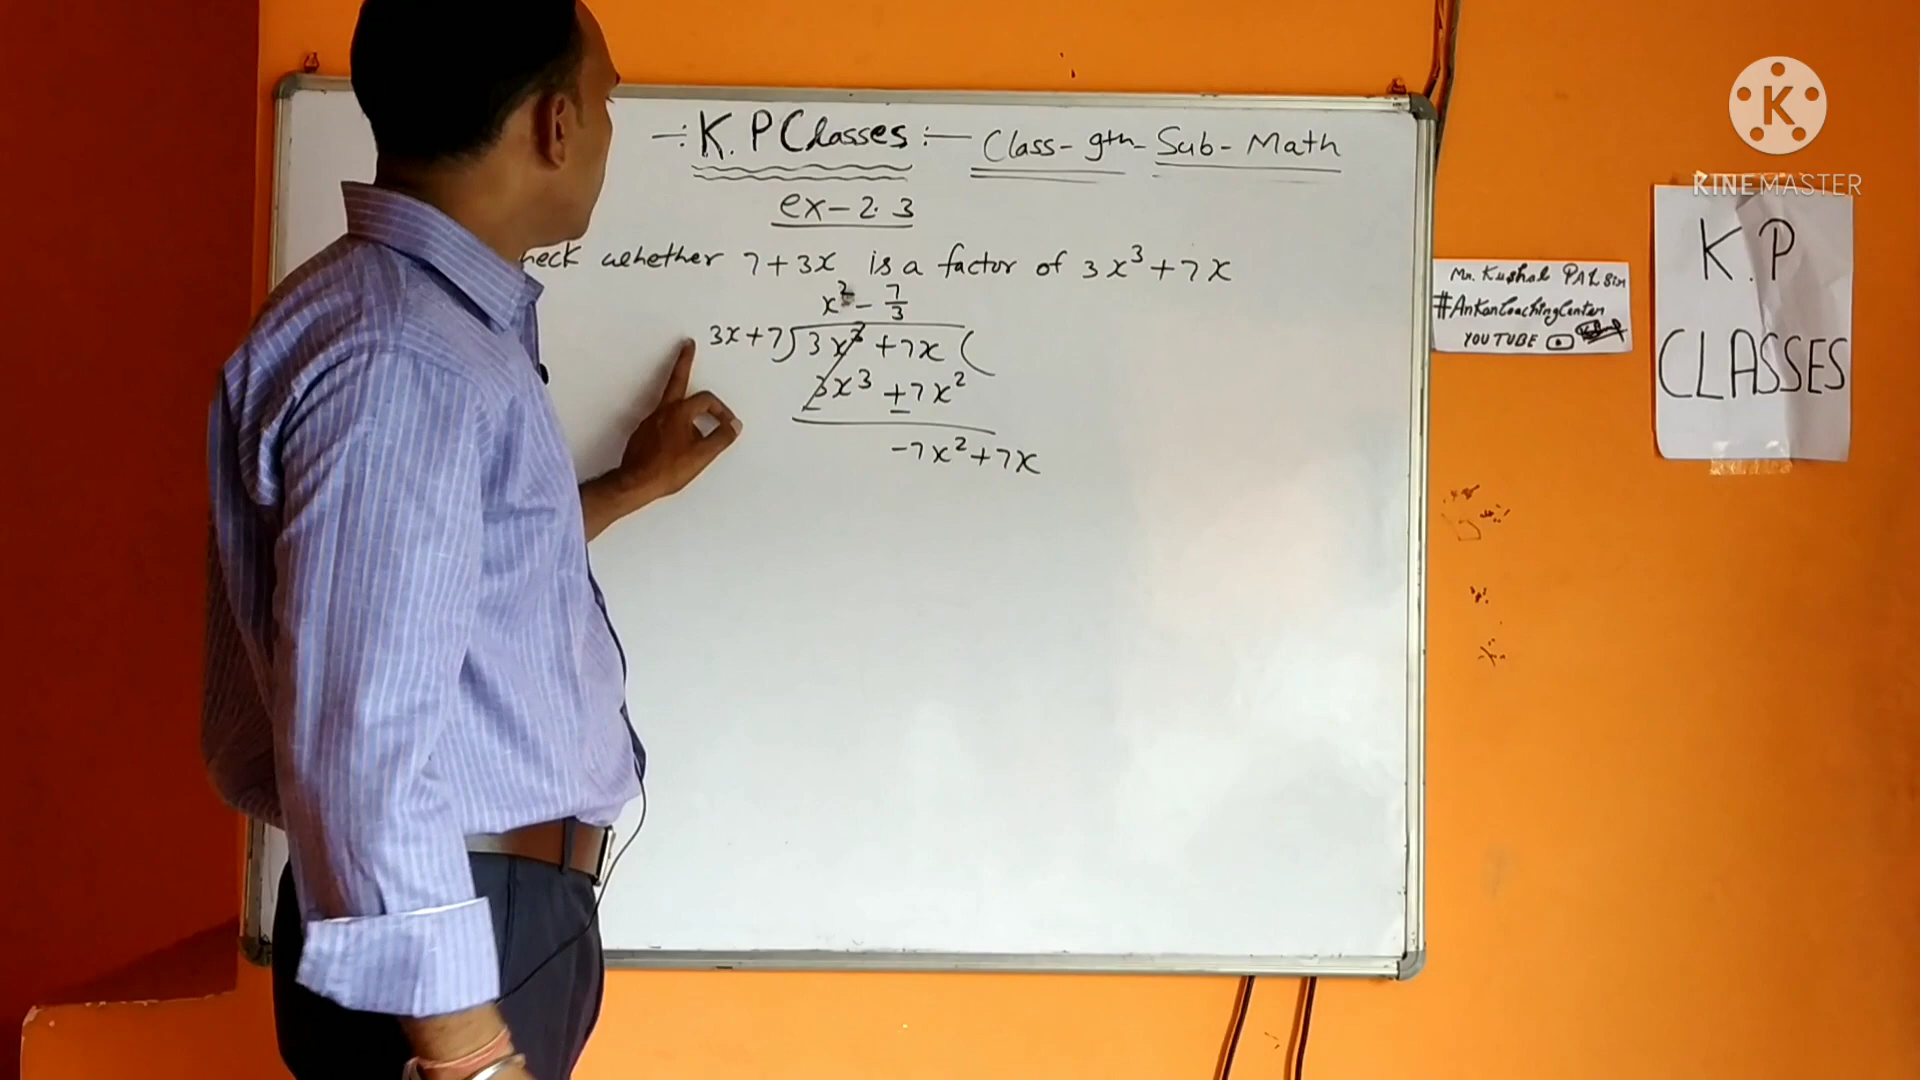 -: K. P Classes :- Class - 9th - Sub - Math
ex - 2.3
heck whether 7+3x is a factor of 3x³+7x
x² - 7/3
3x+7)3x³ +7x(
3x³ +7x²
-
-7x²+7x
K
KINEMASTER
K.P
CLASSES
Mr. Kushal PAL Sir
#AnkanCoachingCenter
YOUTUBE